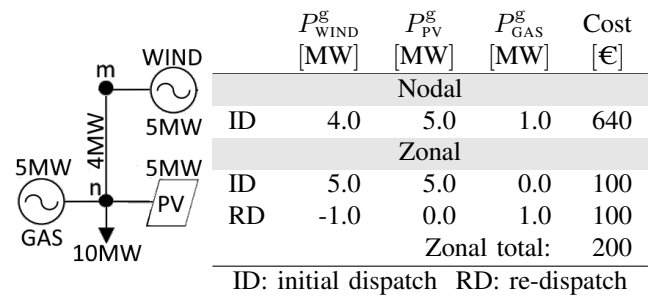 m
WIND
5MW
4MW
5MW
n
5MW
PV
GAS
10MW
P^g_WIND P^g_PV P^g_GAS Cost
[MW] [MW] [MW] [€]
Nodal
ID 4.0 5.0 1.0 640
Zonal
ID 5.0 5.0 0.0 100
RD -1.0 0.0 1.0 100
Zonal total: 200
ID: initial dispatch RD: re-dispatch